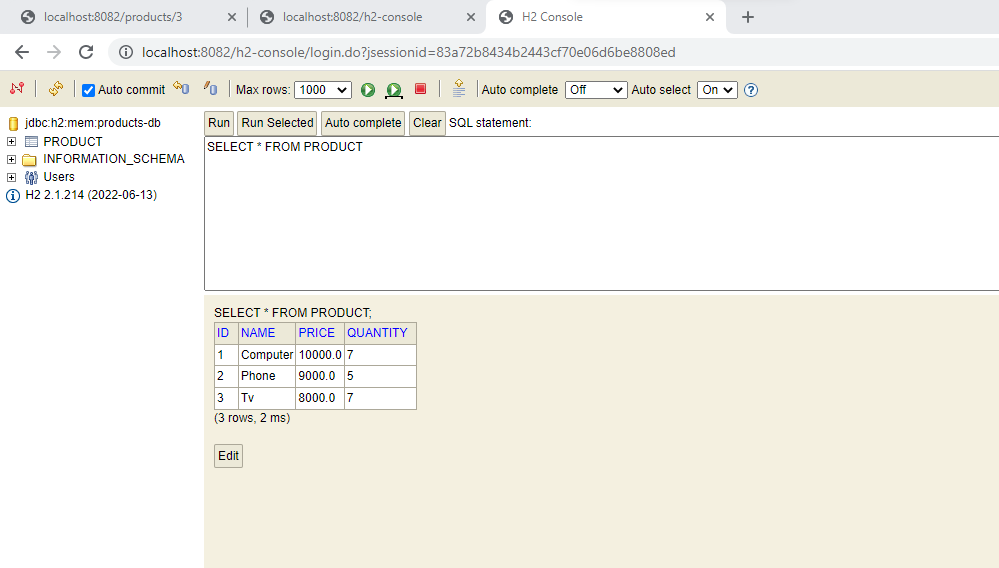 localhost:8082/products/3
localhost:8082/h2-console
H2 Console
localhost:8082/h2-console/login.do?jsessionid=83a72b8434b2443cf70e06d6be8808ed
Auto commit Max rows: 1000 Auto complete Off Auto select On ?
jdbc:h2:mem:products-db
PRODUCT
INFORMATION_SCHEMA
Users
H2 2.1.214 (2022-06-13)
Run Run Selected Auto complete Clear SQL statement:
SELECT * FROM PRODUCT
SELECT * FROM PRODUCT;
ID NAME PRICE QUANTITY
1 Computer 10000.0 7
2 Phone 9000.0 5
3 Tv 8000.0 7
(3 rows, 2 ms)
Edit